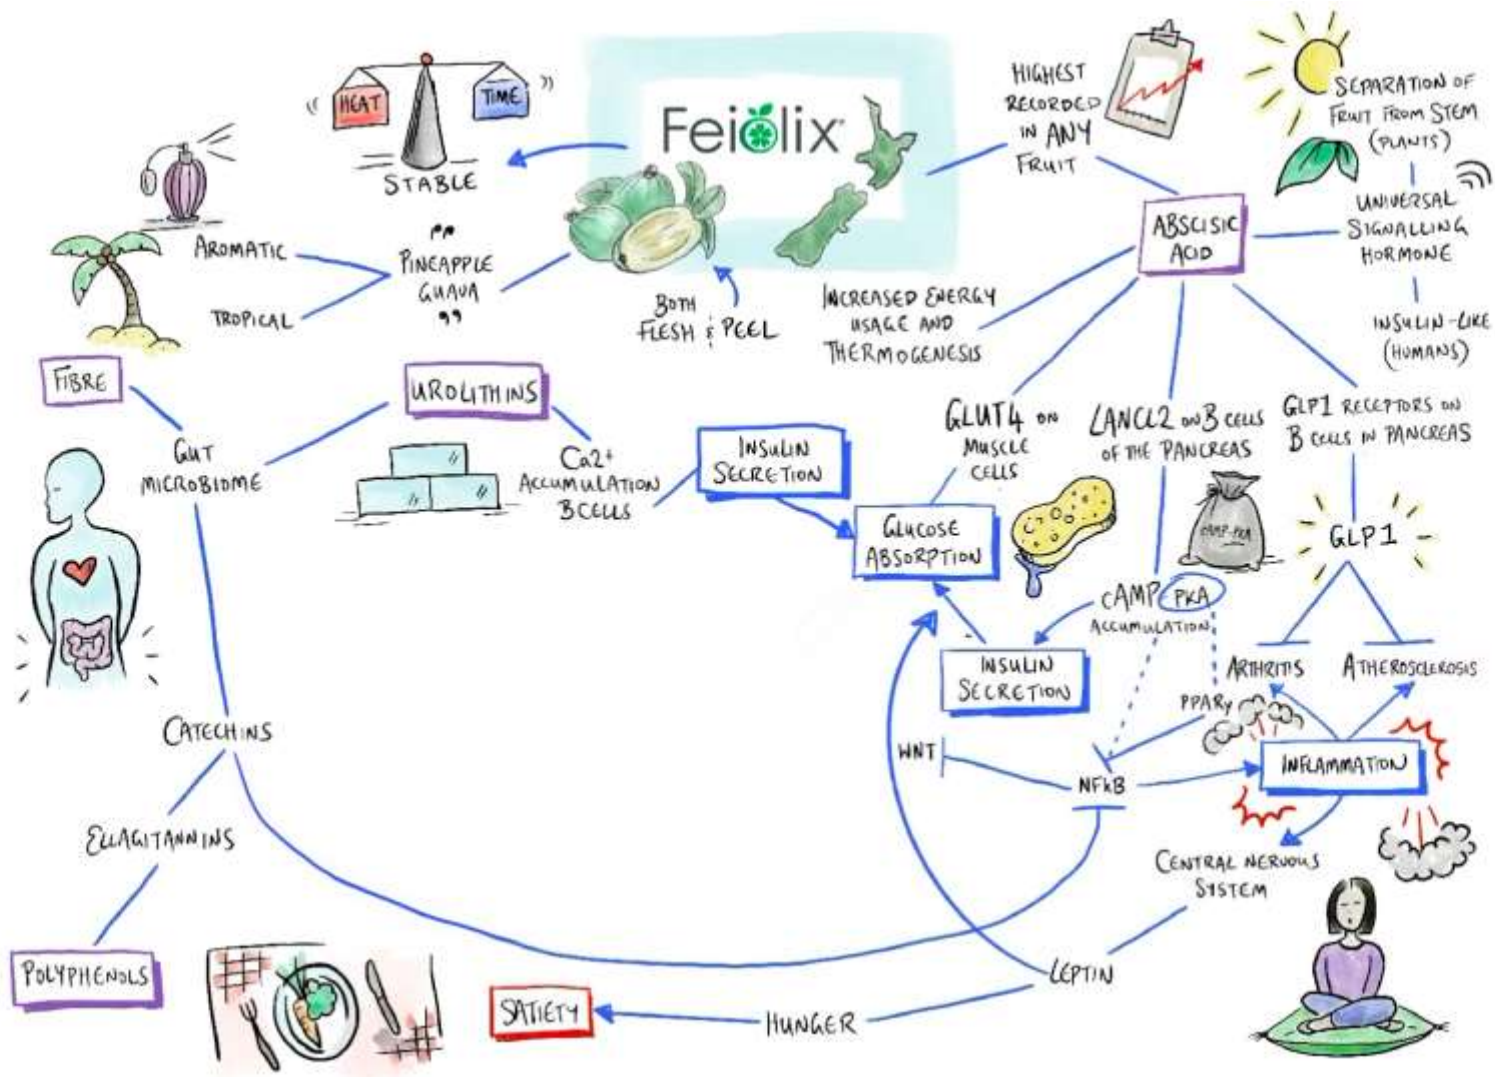 HEAT
TIME
STABLE
Feiolix
HIGHEST
RECORDED
IN ANY
FRUIT
SEPARATION OF
FRUIT FROM STEM
(PLANTS)
UNIVERSAL
SIGNALLING
HORMONE
INSULIN-LIKE
(HUMANS)
ABSCISIC
ACID
AROMATIC
TROPICAL
"
PINEAPPLE
GUAVA
"
BOTH
FLESH & PEEL
INCREASED ENERGY
USAGE AND
THERMOGENESIS
FIBRE
UROLITHINS
GUT
MICROBIOME
Ca2+
ACCUMULATION
BCELLS
INSULIN
SECRETION
GLUCOSE
ABSORPTION
GLUT4 ON
MUSCLE
CELLS
LANCL2 ON B CELLS
OF THE PANCREAS
GLP1 RECEPTORS ON
B CELLS IN PANCREAS
CAMP-PKA
GLP1
cAMP PKA
ACCUMULATION
INSULIN
SECRETION
ARTHRITIS
ATHEROSCLEROSIS
PPARγ
WNT
NFkB
INFLAMMATION
CATECHINS
ELLAGITANNINS
POLYPHENOLS
CENTRAL NERVOUS
SYSTEM
LEPTIN
HUNGER
SATIETY